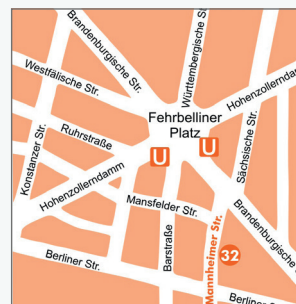 Brandenburgische Str.
Württembergische Str.
Westfälische Str.
Hohenzollerndamm
Fehrbelliner
Platz
Ruhrstraße
U
U
Sächsische Str.
Konstanzer Str.
Hohenzollerndamm
Mansfelder Str.
Brandenburgische
Barstraße
Mannheimer Str.
32
Berliner Str.
Berliner Str.